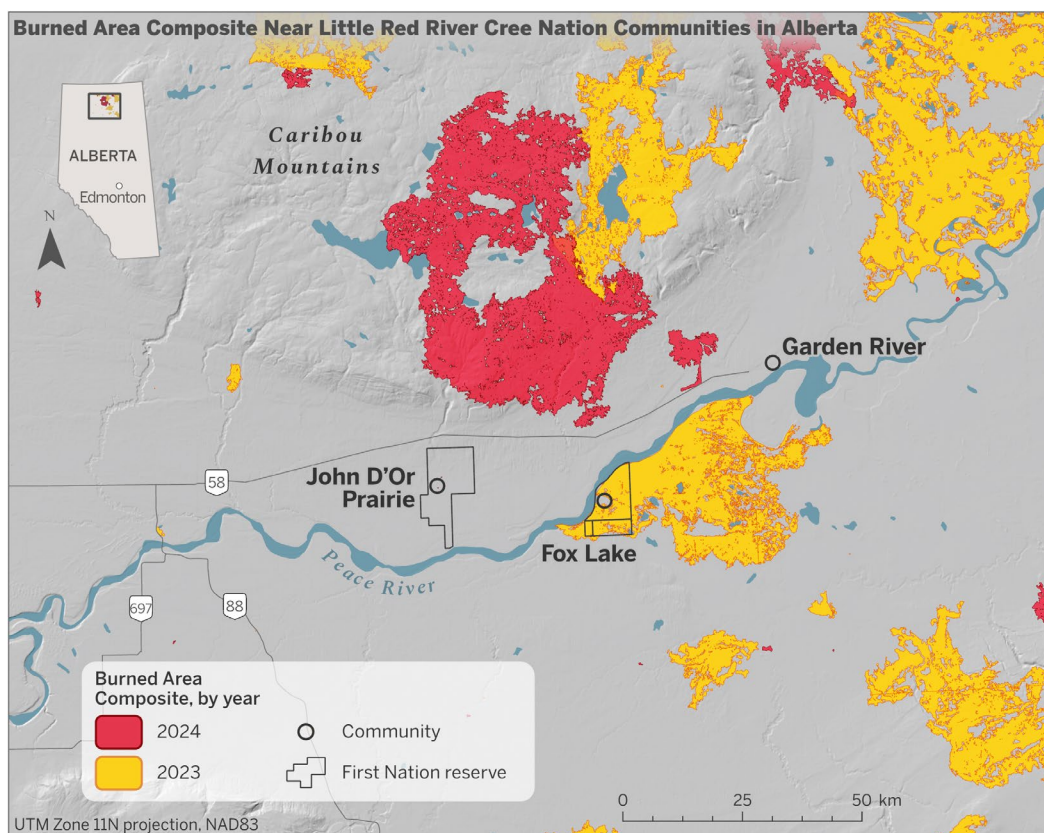 Burned Area Composite Near Little Red River Cree Nation Communities in Alberta
ALBERTA
Edmonton
N
Caribou
Mountains
Garden River
58
John D'Or
Prairie
Fox Lake
Peace River
697
88
Burned Area
Composite, by year
2024
Community
2023
First Nation reserve
0
25
50 km
UTM Zone 11N projection, NAD83